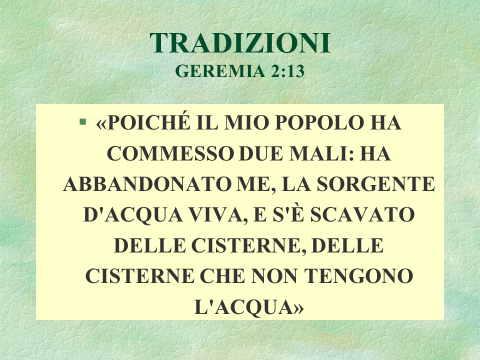 TRADIZIONI
GEREMIA 2:13
▪ «POICHÉ IL MIO POPOLO HA
COMMESSO DUE MALI: HA
ABBANDONATO ME, LA SORGENTE
D'ACQUA VIVA, E S'È SCAVATO
DELLE CISTERNE, DELLE
CISTERNE CHE NON TENGONO
L'ACQUA»